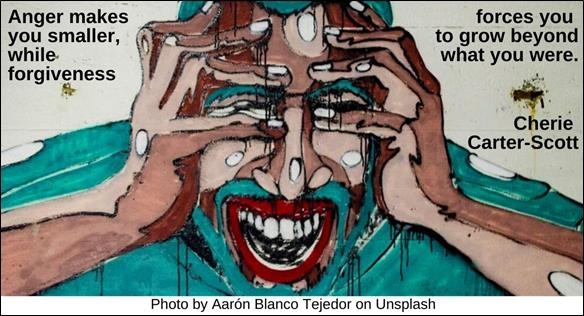 Anger makes
you smaller,
while
forgiveness
forces you
to grow beyond
what you were.
Cherie
Carter-Scott
Photo by Aarón Blanco Tejedor on Unsplash